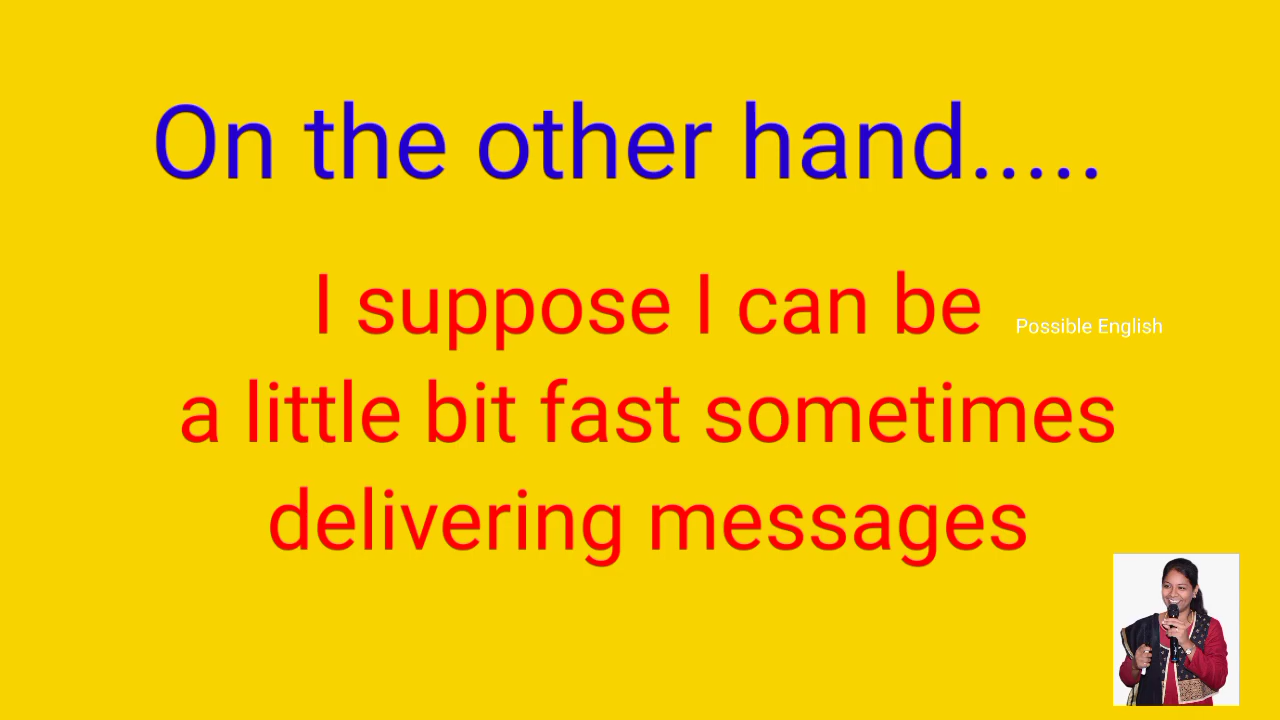 On the other hand.....
I suppose I can be
Possible English
a little bit fast sometimes
delivering messages